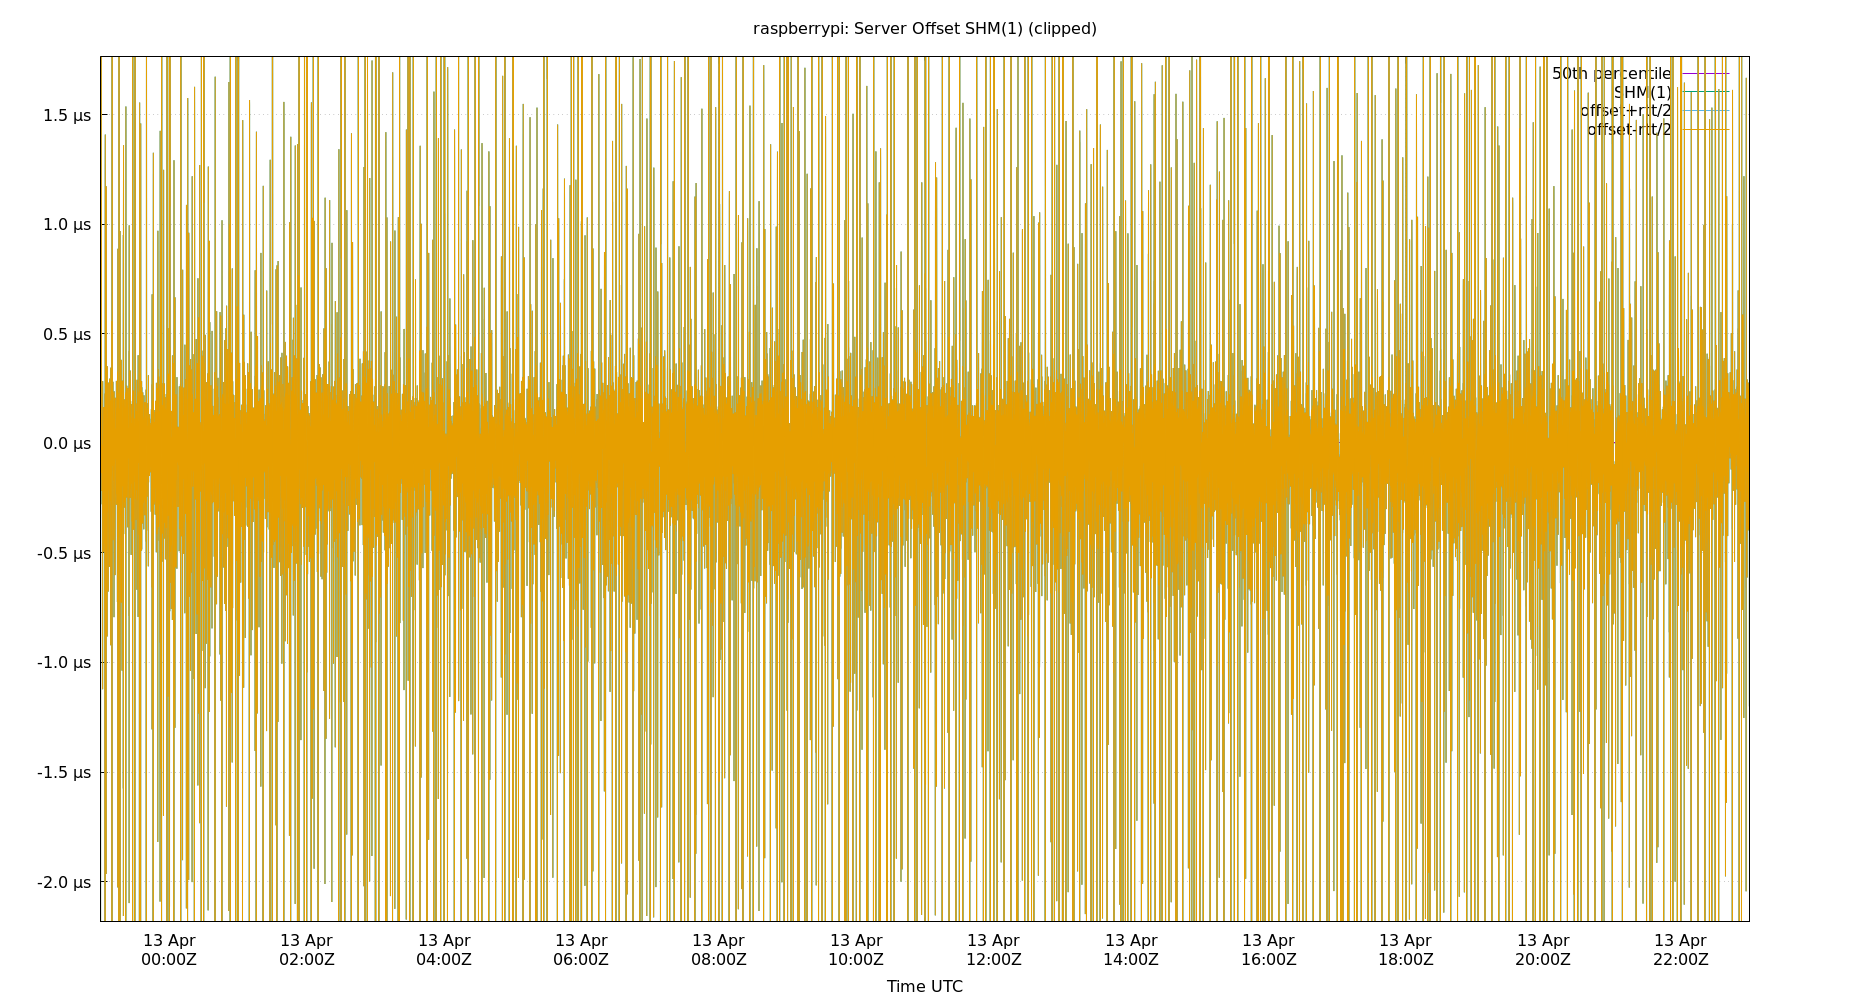 raspberrypi: Server Offset SHM(1) (clipped)
50th percentile
SHM(1)
offset+rtt/2
offset-rtt/2
1.5 µs
1.0 µs
0.5 µs
0.0 µs
-0.5 µs
-1.0 µs
-1.5 µs
-2.0 µs
13 Apr 13 Apr 13 Apr 13 Apr 13 Apr 13 Apr 13 Apr 13 Apr 13 Apr 13 Apr 13 Apr 13 Apr
00:00Z 02:00Z 04:00Z 06:00Z 08:00Z 10:00Z 12:00Z 14:00Z 16:00Z 18:00Z 20:00Z 22:00Z
Time UTC